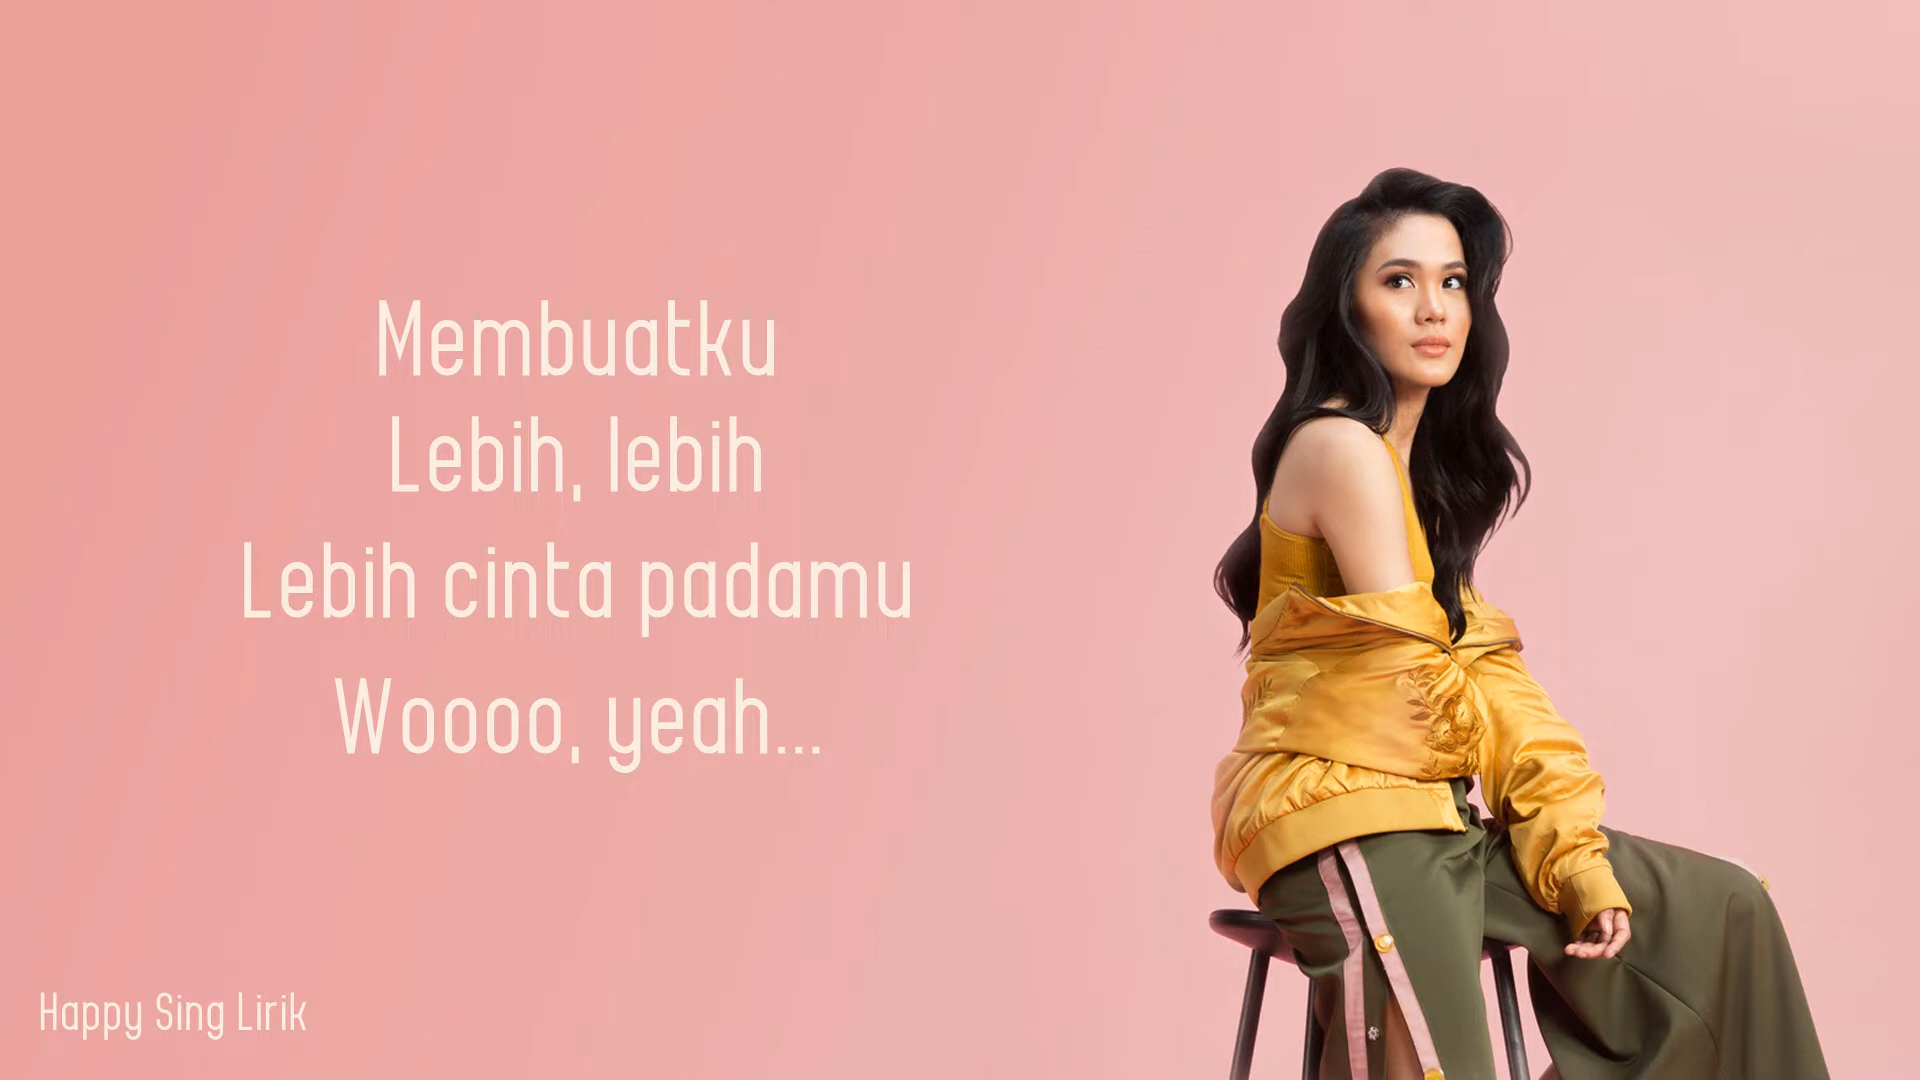 Membuatku
Lebih, lebih
Lebih cinta padamu
Woooo, yeah...
Happy Sing Lirik